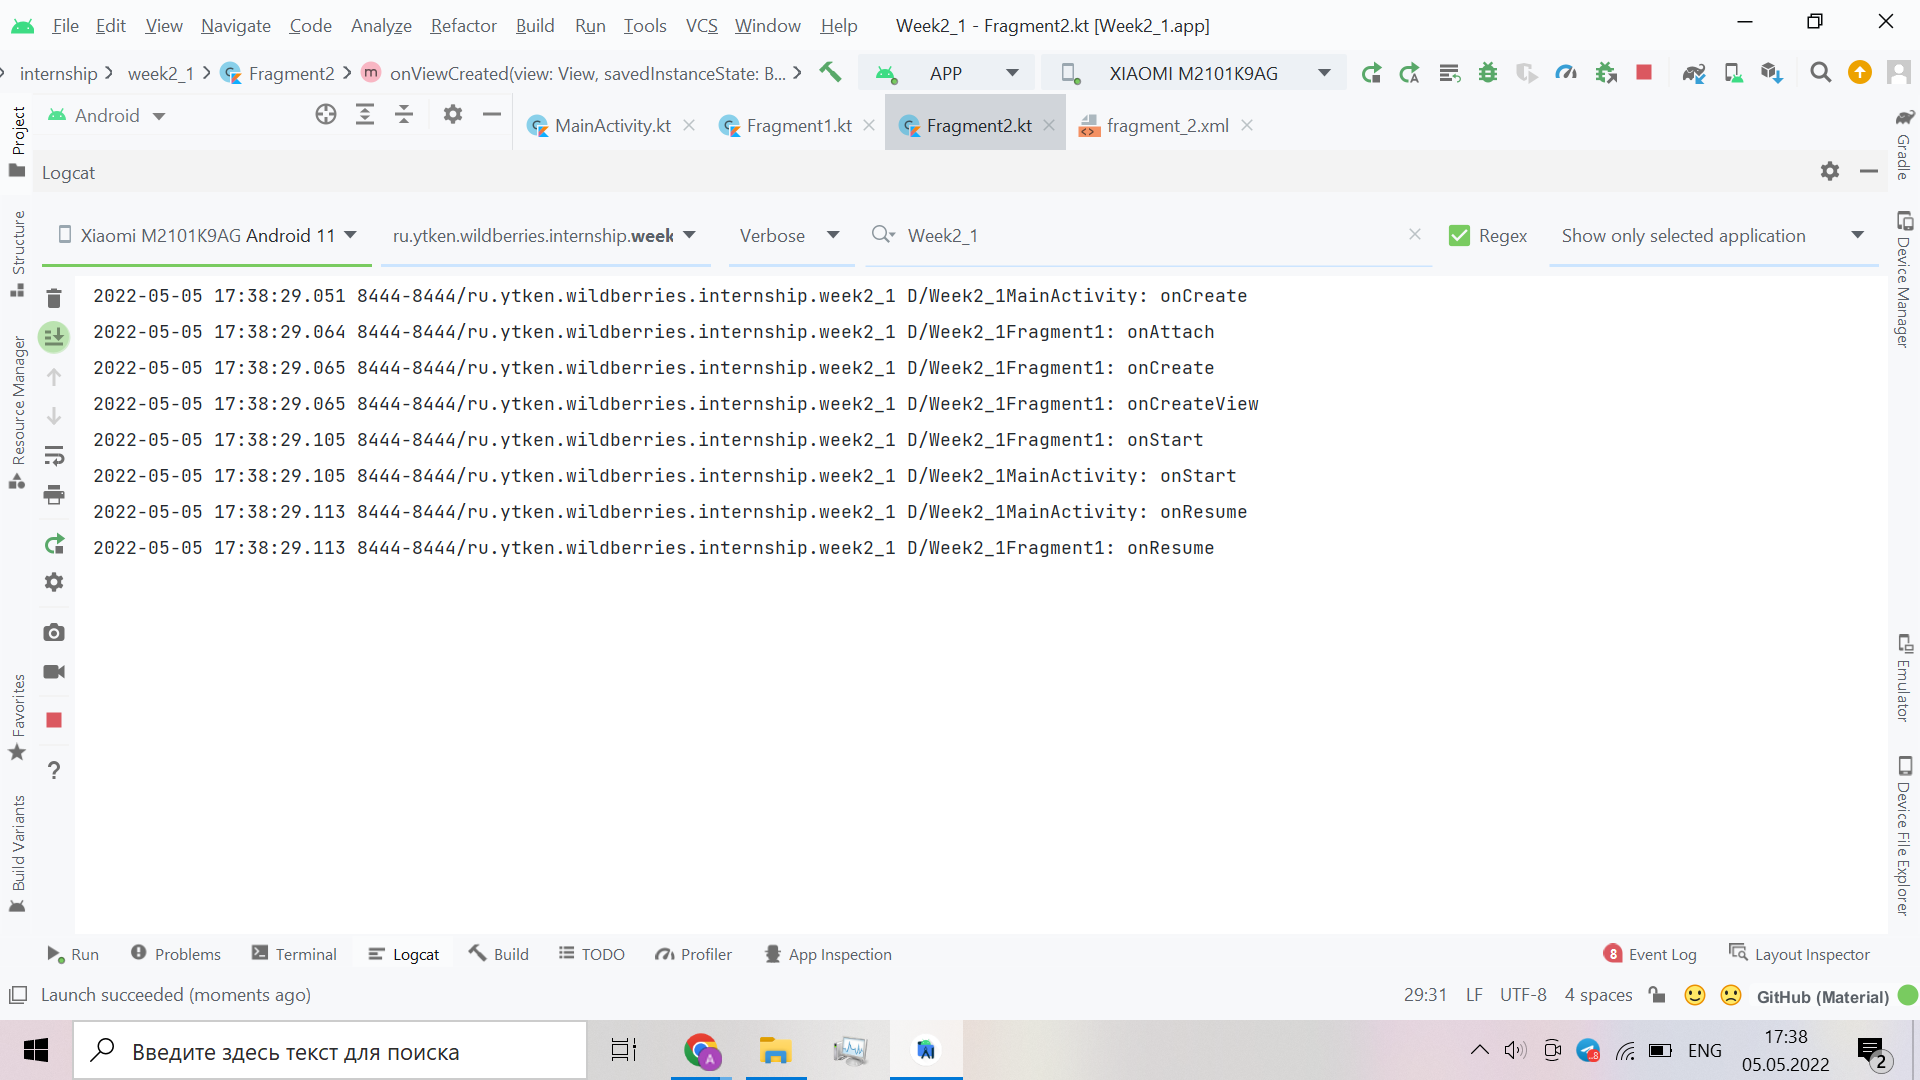 File Edit View Navigate Code Analyze Refactor Build Run Tools VCS Window Help Week2_1 - Fragment2.kt [Week2_1.app]
internship week2_1 Fragment2 m onViewCreated(view: View, savedInstanceState: B... APP XIAOMI M2101K9AG
Android MainActivity.kt Fragment1.kt Fragment2.kt fragment_2.xml
Logcat
Xiaomi M2101K9AG Android 11 ru.ytken.wildberries.internship.week Verbose Week2_1 Regex Show only selected application
2022-05-05 17:38:29.051 8444-8444/ru.ytken.wildberries.internship.week2_1 D/Week2_1MainActivity: onCreate
2022-05-05 17:38:29.064 8444-8444/ru.ytken.wildberries.internship.week2_1 D/Week2_1Fragment1: onAttach
2022-05-05 17:38:29.065 8444-8444/ru.ytken.wildberries.internship.week2_1 D/Week2_1Fragment1: onCreate
2022-05-05 17:38:29.065 8444-8444/ru.ytken.wildberries.internship.week2_1 D/Week2_1Fragment1: onCreateView
2022-05-05 17:38:29.105 8444-8444/ru.ytken.wildberries.internship.week2_1 D/Week2_1Fragment1: onStart
2022-05-05 17:38:29.105 8444-8444/ru.ytken.wildberries.internship.week2_1 D/Week2_1MainActivity: onStart
2022-05-05 17:38:29.113 8444-8444/ru.ytken.wildberries.internship.week2_1 D/Week2_1MainActivity: onResume
2022-05-05 17:38:29.113 8444-8444/ru.ytken.wildberries.internship.week2_1 D/Week2_1Fragment1: onResume
Project
Structure
Resource Manager
Favorites
Build Variants
Gradle
Device Manager
Emulator
Device File Explorer
Run Problems Terminal Logcat Build TODO Profiler App Inspection 8 Event Log Layout Inspector
Launch succeeded (moments ago) 29:31 LF UTF-8 4 spaces GitHub (Material)
Введите здесь текст для поиска A ENG 17:38
05.05.2022 2